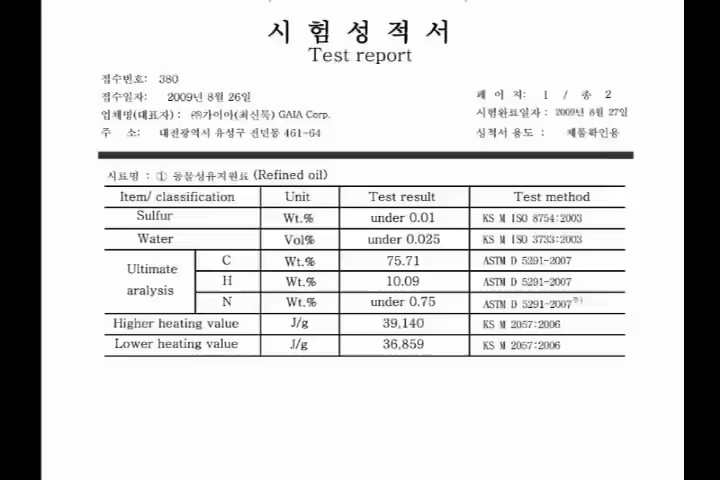 시험성적서
Test report
접수번호: 380
접수일자: 2009년 8월 26일
페 이 지: 1 / 총 2
업체명(대표자): ㈜가이아(최신묵) GAIA Corp.
시험완료일자: 2009년 8월 27일
주 소: 대전광역시 유성구 전민동 461-64
성적서 용도: 제품확인용
시료명 : ① 동물성유지원료 (Refined oil)
Item/ classification Unit Test result Test method
Sulfur Wt.% under 0.01 KS M ISO 8754:2003
Water Vol% under 0.025 KS M ISO 3733:2003
Ultimate aralysis
C Wt.% 75.71 ASTM D 5291-2007
H Wt.% 10.09 ASTM D 5291-2007
N Wt.% under 0.75 ASTM D 5291-2007
Higher heating value J/g 39,140 KS M 2057:2006
Lower heating value J/g 36,859 KS M 2057:2006